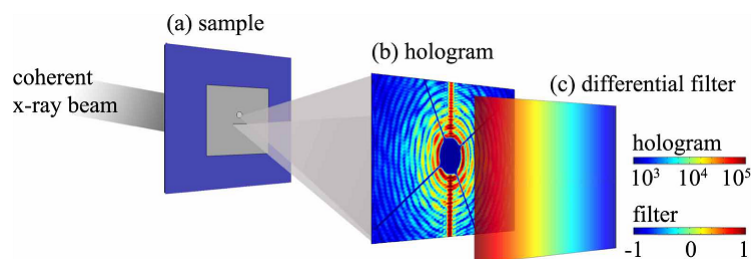 (a) sample
(b) hologram
coherent
x-ray beam
(c) differential filter
hologram
10³ 10⁴ 10⁵
filter
-1 0 1